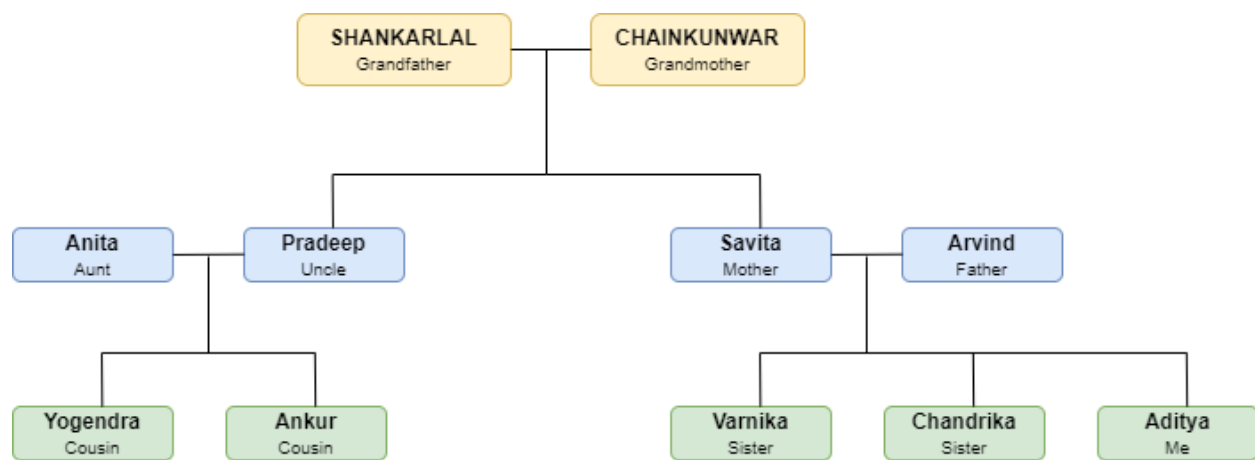 SHANKARLAL
Grandfather
CHAINKUNWAR
Grandmother
Anita
Aunt
Pradeep
Uncle
Savita
Mother
Arvind
Father
Yogendra
Cousin
Ankur
Cousin
Varnika
Sister
Chandrika
Sister
Aditya
Me